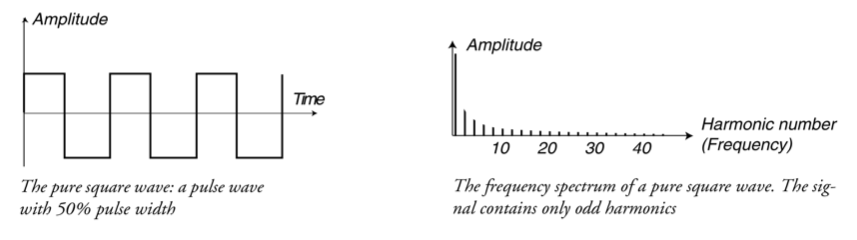 Amplitude
Time
The pure square wave: a pulse wave
with 50% pulse width
Amplitude
Harmonic number
(Frequency)
10 20 30 40
The frequency spectrum of a pure square wave. The sig-
nal contains only odd harmonics